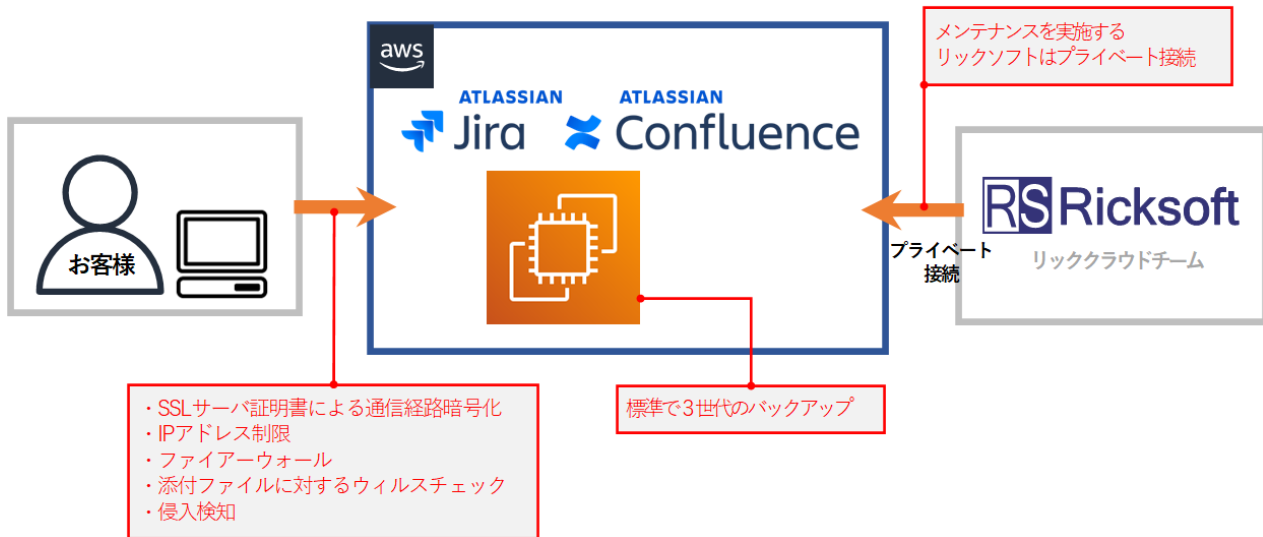 aws
ATLASSIAN
Jira
ATLASSIAN
Confluence
お客様
プライベート
接続
RS Ricksoft
リッククラウドチーム
メンテナンスを実施する
リックソフトはプライベート接続
・SSLサーバ証明書による通信経路暗号化
・IPアドレス制限
・ファイアーウォール
・添付ファイルに対するウィルスチェック
・侵入検知
標準で3世代のバックアップ